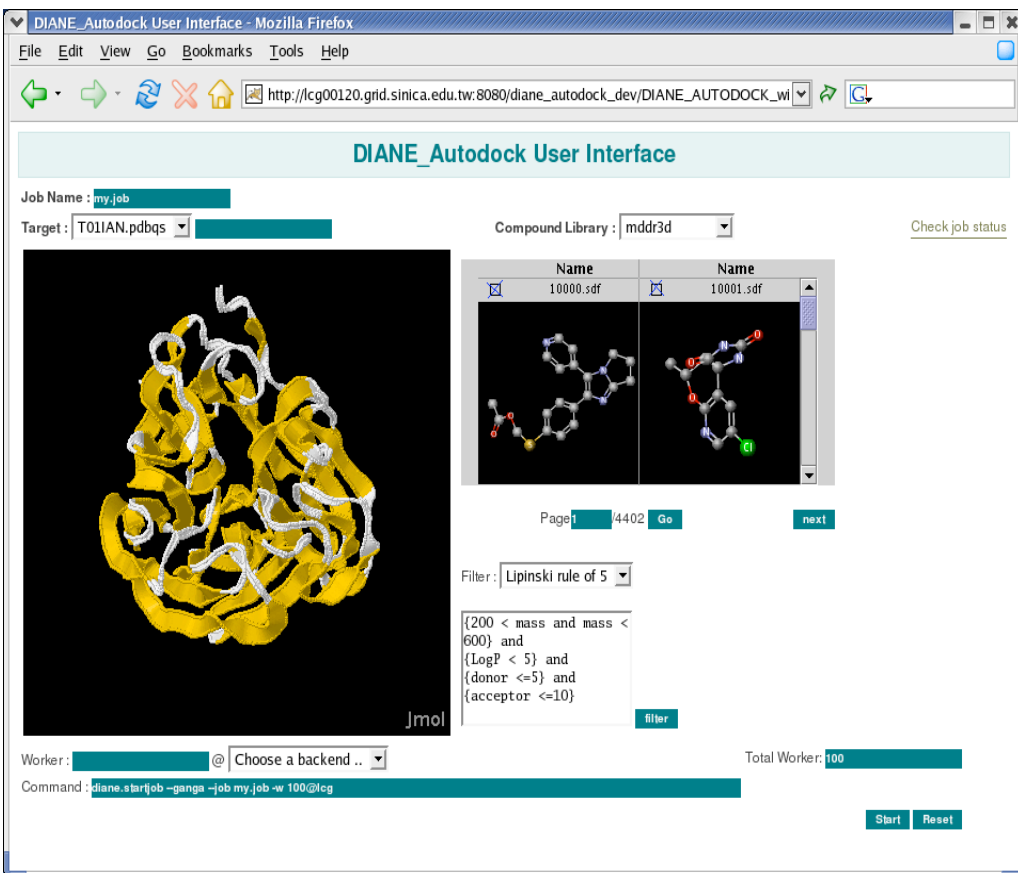 DIANE_Autodock User Interface - Mozilla Firefox
File Edit View Go Bookmarks Tools Help
http://lcg00120.grid.sinica.edu.tw:8080/diane_autodock_dev/DIANE_AUTODOCK_wi G
DIANE_Autodock User Interface
Job Name : my.job
Target : T01IAN.pdbqs Compound Library : mddr3d Check job status
Name Name
10000.sdf 10001.sdf
N N O
N O N
N O
O O
O N
S Cl
Page 1 /4402 Go next
Filter : Lipinski rule of 5
{200 < mass and mass <
600} and
{LogP < 5} and
{donor <=5} and
{acceptor <=10}
filter
Jmol
Worker : @ Choose a backend .. Total Worker: 100
Command : diane.startjob --ganga --job my.job -w 100@lcg
Start Reset